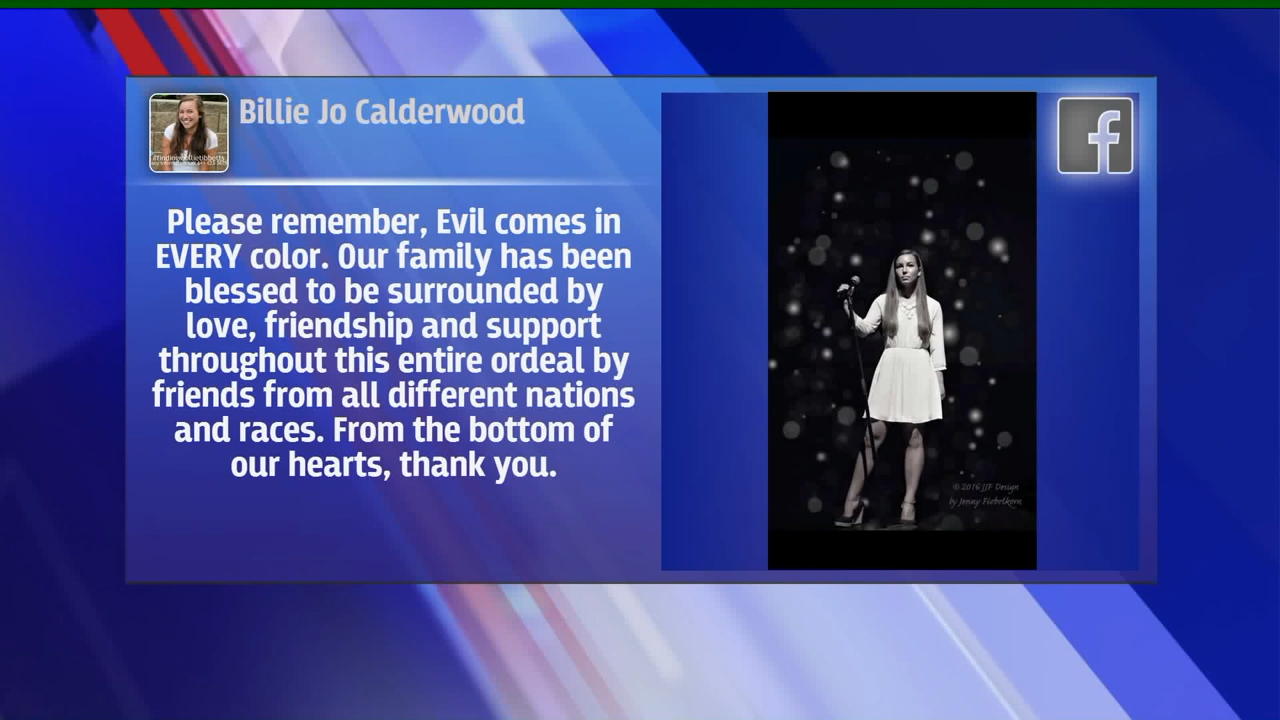 Billie Jo Calderwood
#findingmollietibbetts
Please remember, Evil comes in
EVERY color. Our family has been
blessed to be surrounded by
love, friendship and support
throughout this entire ordeal by
friends from all different nations
and races. From the bottom of
our hearts, thank you.
f
© 2016 JJF Design
by Jenny Fiebelkorn